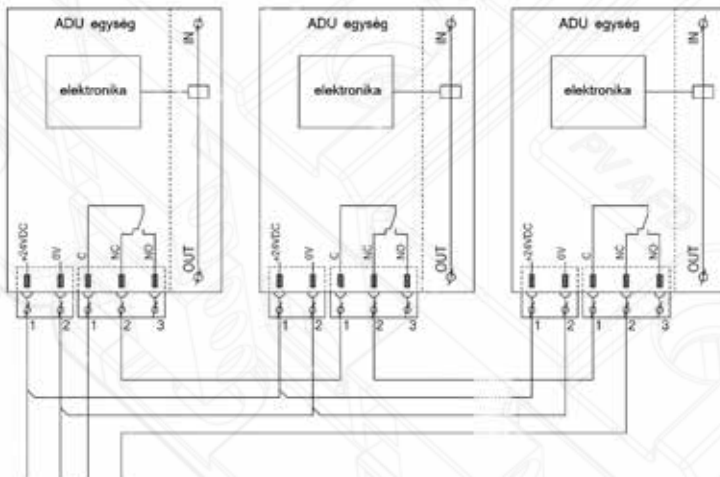 ADU egység
IN
elektronika
+24VDC
0V
C
NC
NO
OUT
1 2 1 2 3
ADU egység
IN
elektronika
+24VDC
0V
C
NC
NO
OUT
1 2 1 2 3
ADU egység
IN
elektronika
PV AFD
+24VDC
0V
C
NC
NO
OUT
1 2 1 2 3